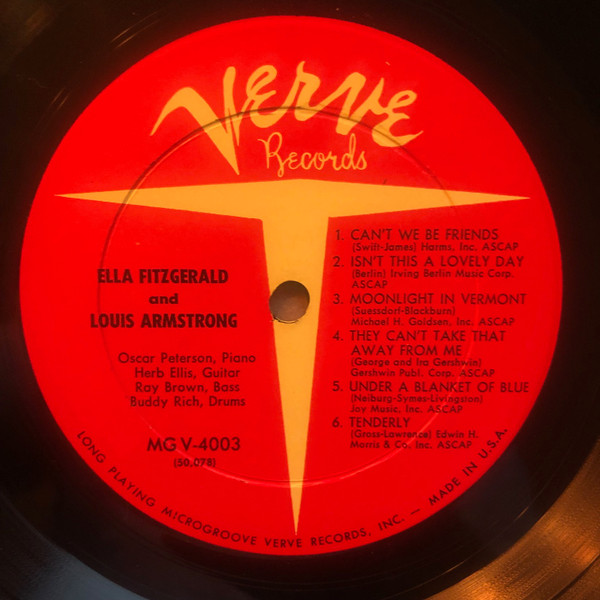 Verve
Records
ELLA FITZGERALD
and
LOUIS ARMSTRONG
Oscar Peterson, Piano
Herb Ellis, Guitar
Ray Brown, Bass
Buddy Rich, Drums
MG V-4003
(50,078)
1. CAN'T WE BE FRIENDS
(Swift-James) Harms, Inc. ASCAP
2. ISN'T THIS A LOVELY DAY
(Berlin) Irving Berlin Music Corp.
ASCAP
3. MOONLIGHT IN VERMONT
(Suessdorf-Blackburn)
Michael H. Goldsen, Inc. ASCAP
4. THEY CAN'T TAKE THAT
AWAY FROM ME
(George and Ira Gershwin)
Gershwin Publ. Corp. ASCAP
5. UNDER A BLANKET OF BLUE
(Neiburg-Symes-Livingston)
Joy Music, Inc. ASCAP
6. TENDERLY
(Gross-Lawrence) Edwin H.
Morris & Co. Inc. ASCAP
LONG PLAYING MICROGROOVE VERVE RECORDS, INC. — MADE IN U.S.A.